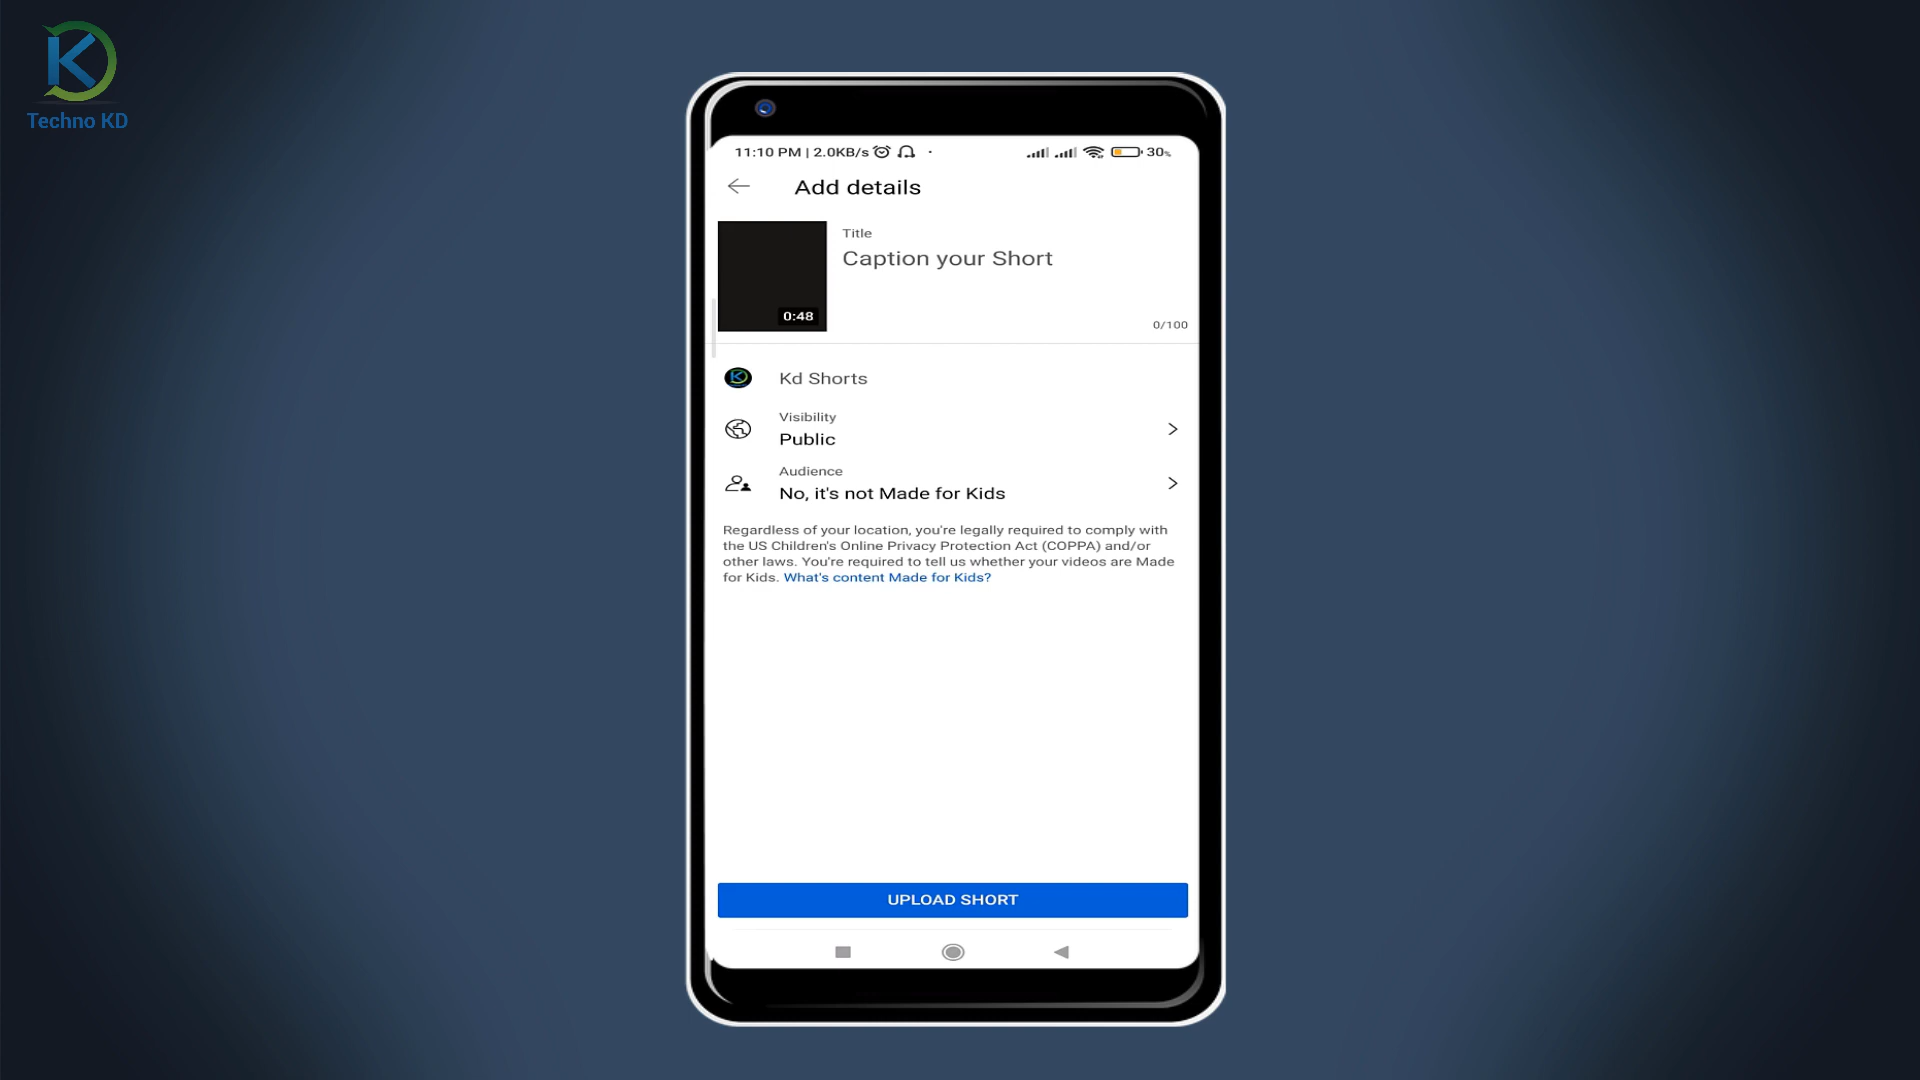 Techno KD
11:10 PM | 2.0KB/s
30%
Add details
Title
Caption your Short
0:48
0/100
Kd Shorts
Visibility
Public
Audience
No, it's not Made for Kids
Regardless of your location, you're legally required to comply with
the US Children's Online Privacy Protection Act (COPPA) and/or
other laws. You're required to tell us whether your videos are Made
for Kids. What's content Made for Kids?
UPLOAD SHORT